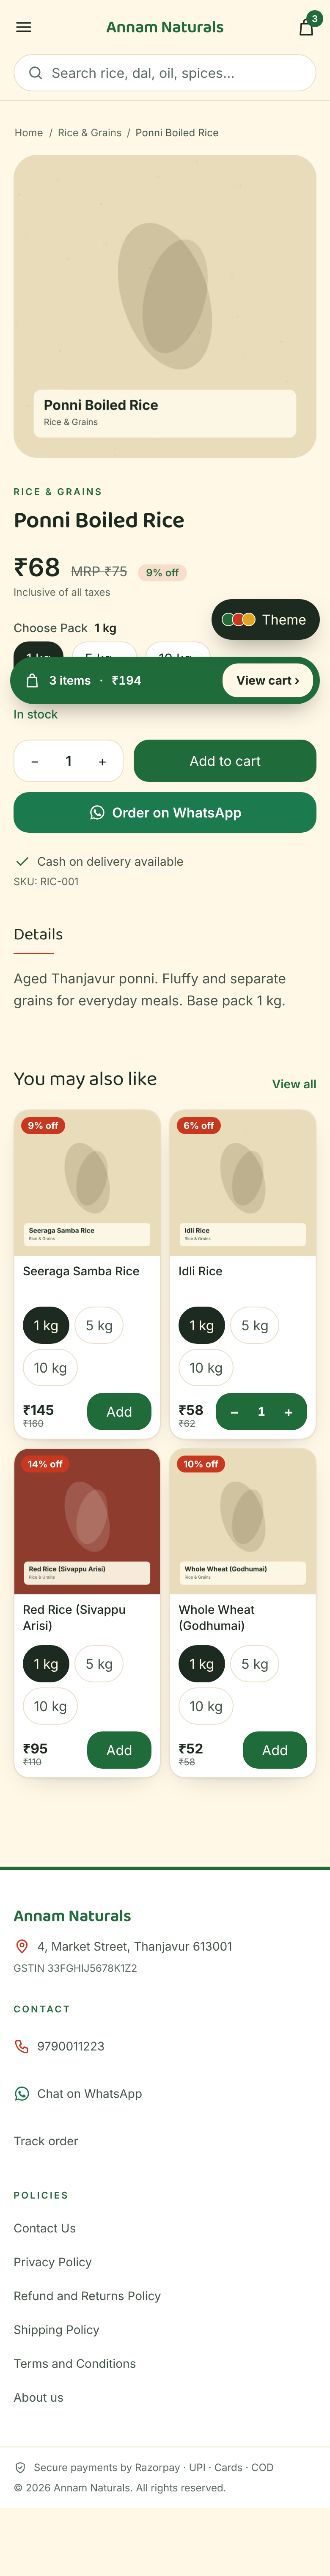 Annam Naturals
3
Search rice, dal, oil, spices...
Home / Rice & Grains / Ponni Boiled Rice
Ponni Boiled Rice
Rice & Grains
RICE & GRAINS
Ponni Boiled Rice
₹68 MRP ₹75 9% off
Inclusive of all taxes
Choose Pack 1 kg
Theme
3 items · ₹194
View cart ›
In stock
− 1 +
Add to cart
Order on WhatsApp
Cash on delivery available
SKU: RIC-001
Details
Aged Thanjavur ponni. Fluffy and separate
grains for everyday meals. Base pack 1 kg.
You may also like
View all
9% off
Seeraga Samba Rice
Rice & Grains
Seeraga Samba Rice
1 kg 5 kg
10 kg
₹145
₹160
Add
6% off
Idli Rice
Rice & Grains
Idli Rice
1 kg 5 kg
10 kg
₹58
₹62
− 1 +
14% off
Red Rice (Sivappu Arisi)
Rice & Grains
Red Rice (Sivappu
Arisi)
1 kg 5 kg
10 kg
₹95
₹110
Add
10% off
Whole Wheat (Godhumai)
Rice & Grains
Whole Wheat
(Godhumai)
1 kg 5 kg
10 kg
₹52
₹58
Add
Annam Naturals
4, Market Street, Thanjavur 613001
GSTIN 33FGHIJ5678K1Z2
CONTACT
9790011223
Chat on WhatsApp
Track order
POLICIES
Contact Us
Privacy Policy
Refund and Returns Policy
Shipping Policy
Terms and Conditions
About us
Secure payments by Razorpay · UPI · Cards · COD
© 2026 Annam Naturals. All rights reserved.